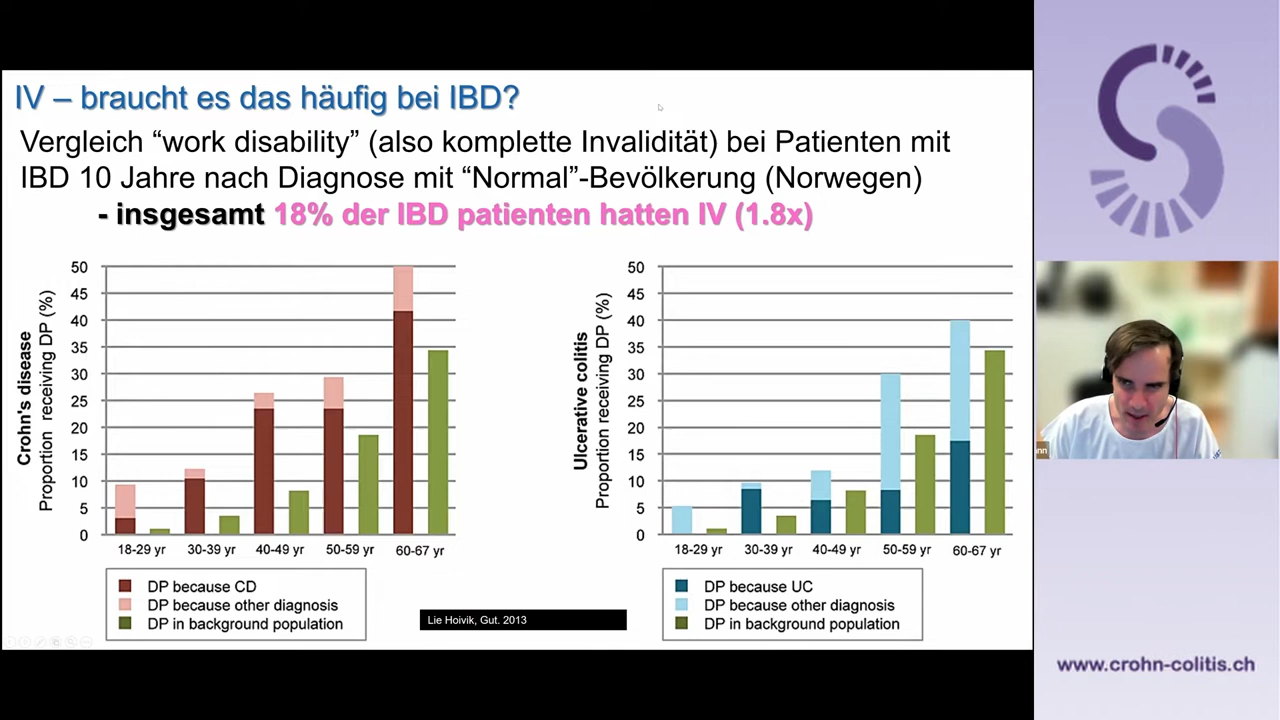 IV – braucht es das häufig bei IBD?
Vergleich “work disability” (also komplette Invalidität) bei Patienten mit
IBD 10 Jahre nach Diagnose mit “Normal”-Bevölkerung (Norwegen)
- insgesamt 18% der IBD patienten hatten IV (1.8x)
Crohn's disease
Proportion receiving DP (%)
50
45
40
35
30
25
20
15
10
5
0
18-29 yr 30-39 yr 40-49 yr 50-59 yr 60-67 yr
DP because CD
DP because other diagnosis
DP in background population
Lie Hoivik, Gut. 2013
Ulcerative colitis
Proportion receiving DP (%)
50
45
40
35
30
25
20
15
10
5
0
18-29 yr 30-39 yr 40-49 yr 50-59 yr 60-67 yr
DP because UC
DP because other diagnosis
DP in background population
www.crohn-colitis.ch